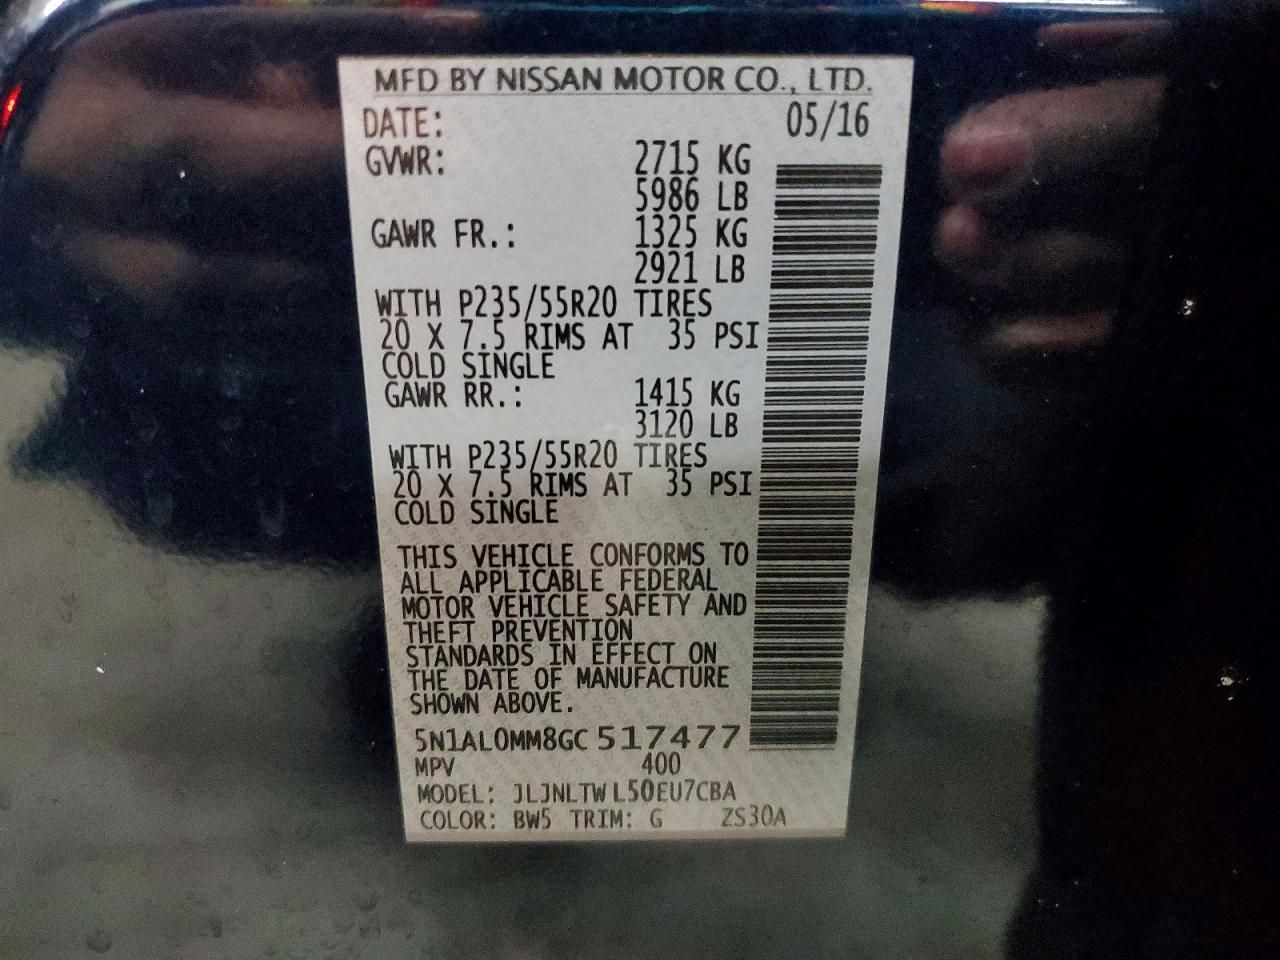 MFD BY NISSAN MOTOR CO., LTD.
DATE: 05/16
GVWR: 2715 KG
5986 LB
GAWR FR.: 1325 KG
2921 LB
WITH P235/55R20 TIRES
20 X 7.5 RIMS AT 35 PSI
COLD SINGLE
GAWR RR.: 1415 KG
3120 LB
WITH P235/55R20 TIRES
20 X 7.5 RIMS AT 35 PSI
COLD SINGLE
THIS VEHICLE CONFORMS TO
ALL APPLICABLE FEDERAL
MOTOR VEHICLE SAFETY AND
THEFT PREVENTION
STANDARDS IN EFFECT ON
THE DATE OF MANUFACTURE
SHOWN ABOVE.
5N1AL0MM8GC 517477
MPV 400
MODEL: JLJNLTWL50EU7CBA
COLOR: BW5 TRIM: G ZS30A